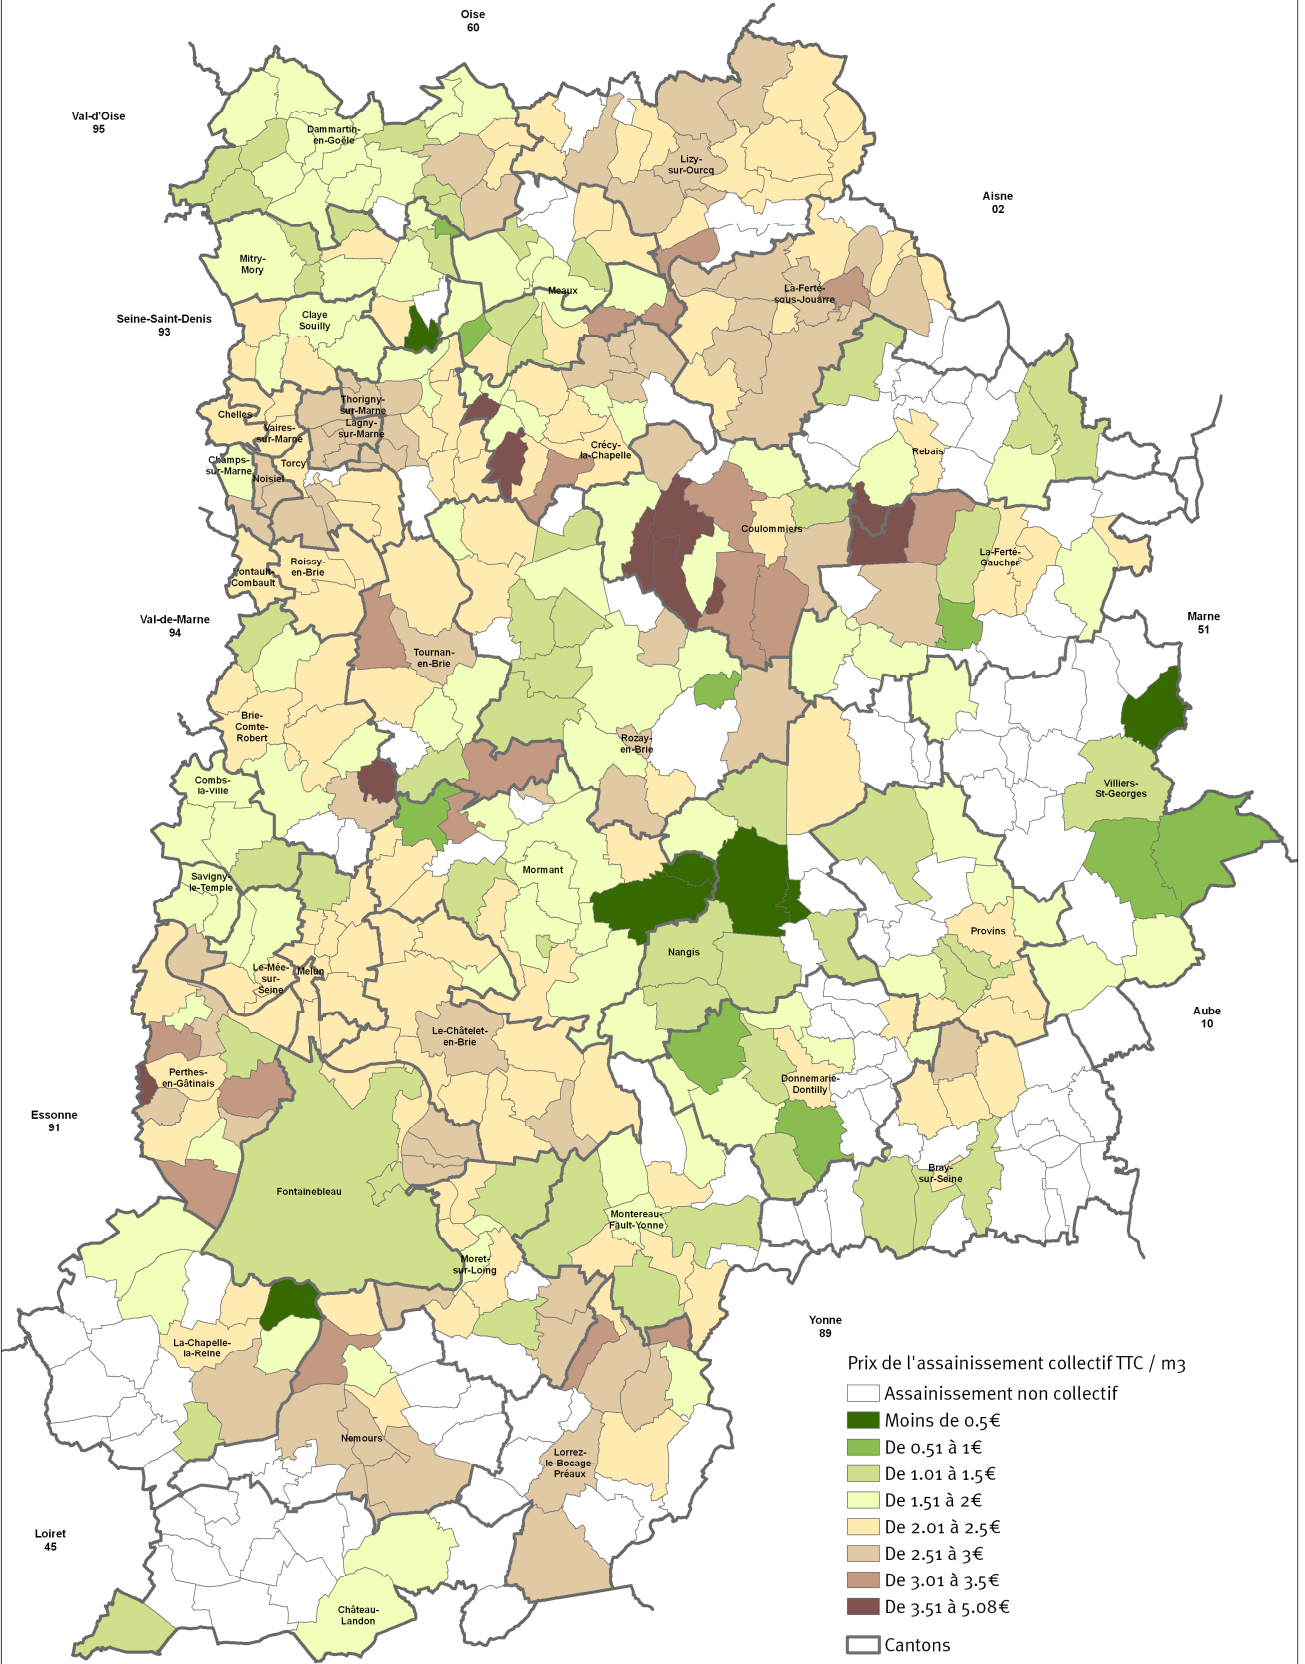 Oise
60
Val-d'Oise
95
Dammartin-
en-Goële
Lizy-
sur-Ourcq
Aisne
02
Mitry-
Mory
Meaux
La-Ferté-
sous-Jouarre
Seine-Saint-Denis
93
Claye
Souilly
Thorigny-
sur-Marne
Chelles
Lagny-
sur-Marne
Vaires-
sur-Marne
Crécy-
la-Chapelle
Rebais
Champs-
sur-Marne
Torcy
Noisiel
Coulommiers
La-Ferté-
Gaucher
Roissy-
en-Brie
Pontault-
Combault
Val-de-Marne
94
Marne
51
Tournan-
en-Brie
Brie-
Comte-
Robert
Rozay-
en-Brie
Combs-
la-Ville
Villiers-
St-Georges
Mormant
Savigny-
le-Temple
Provins
Nangis
Le-Mée-
sur-
Seine
Melun
Aube
10
Le-Châtelet-
en-Brie
Perthes-
en-Gâtinais
Donnemarie-
Dontilly
Essonne
91
Bray-
sur-Seine
Fontainebleau
Montereau-
Fault-Yonne
Moret-
sur-Loing
Yonne
89
La-Chapelle-
la-Reine
Nemours
Lorrez-
le-Bocage
Préaux
Loiret
45
Château-
Landon
Prix de l'assainissement collectif TTC / m3
Assainissement non collectif
Moins de 0.5€
De 0.51 à 1€
De 1.01 à 1.5€
De 1.51 à 2€
De 2.01 à 2.5€
De 2.51 à 3€
De 3.01 à 3.5€
De 3.51 à 5.08€
Cantons